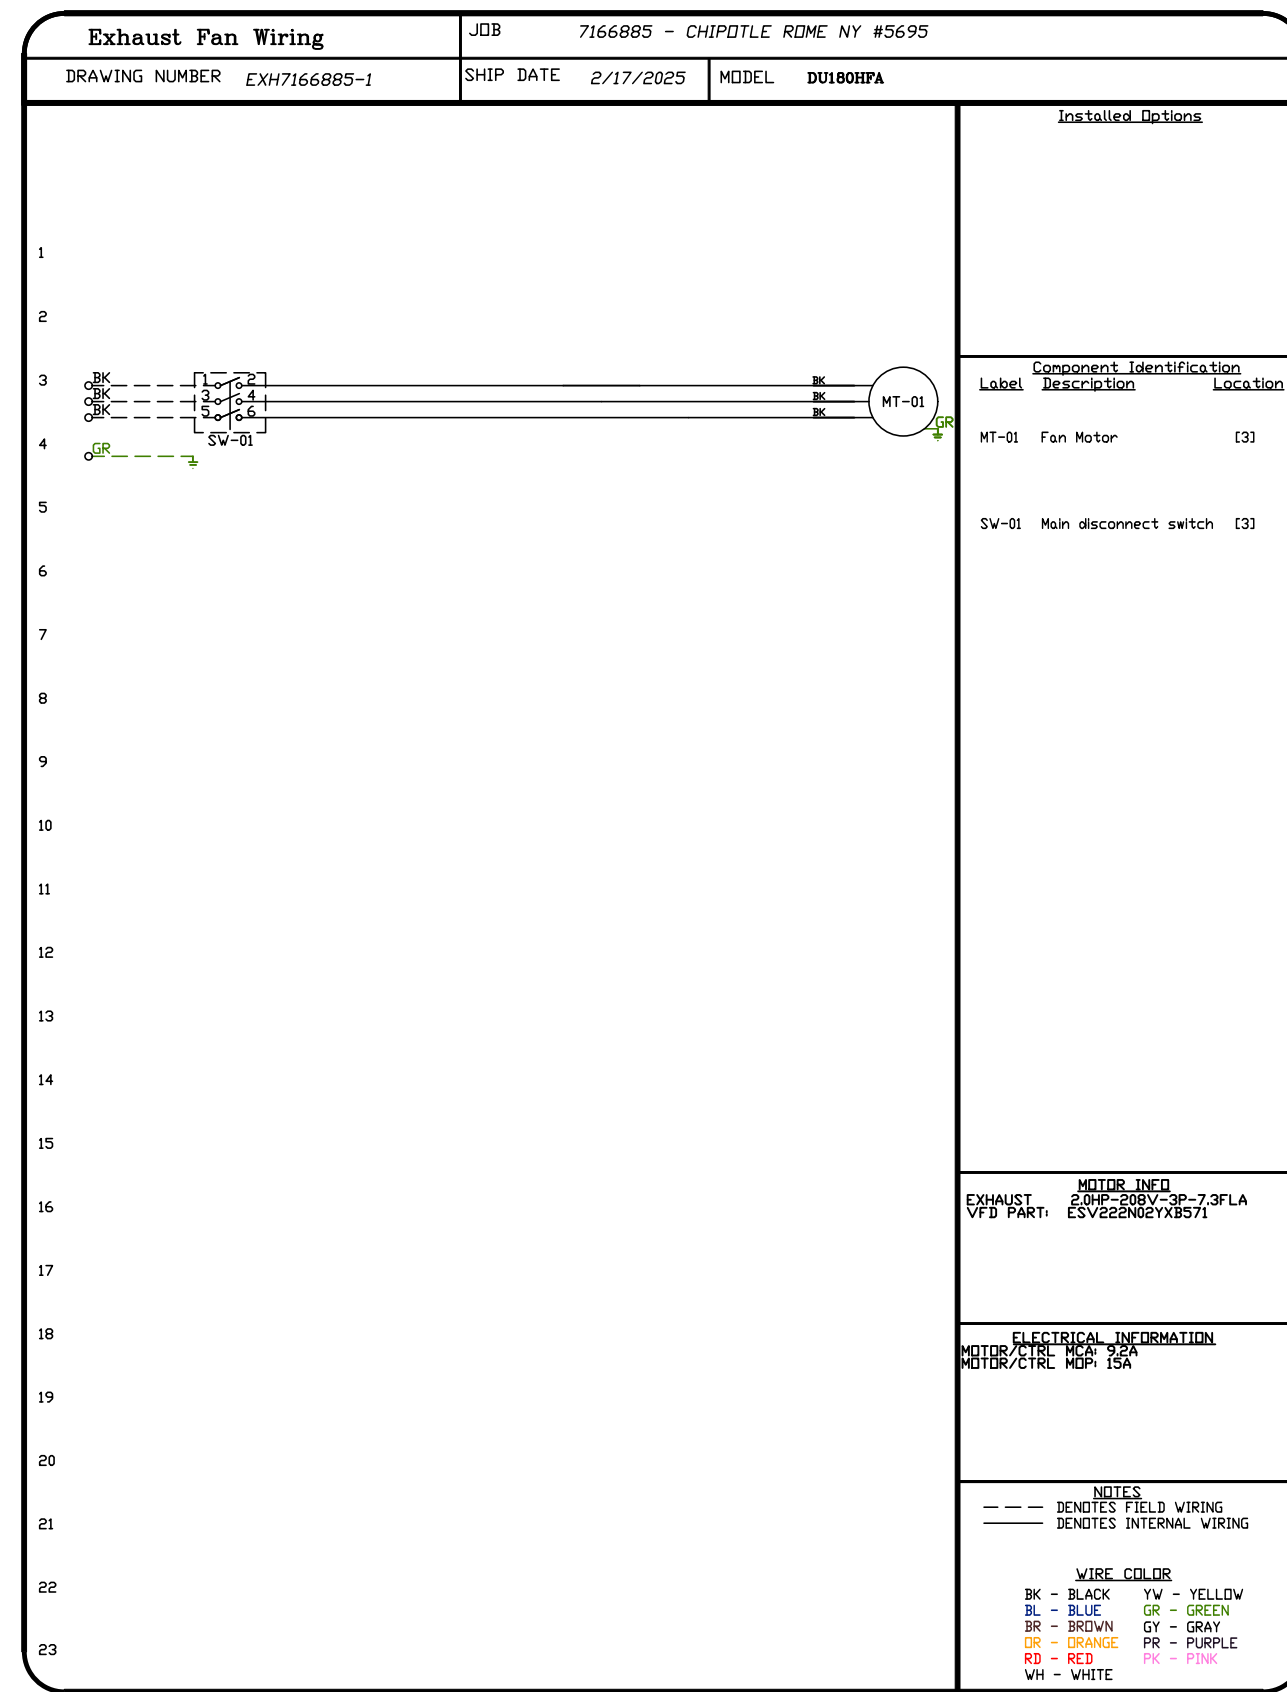 Exhaust Fan Wiring
JOB 7166885 - CHIPOTLE ROME NY #5695
DRAWING NUMBER EXH7166885-1
SHIP DATE 2/17/2025
MODEL DU180HFA
Installed Options
1
2
3
4
5
6
7
8
9
10
11
12
13
14
15
16
17
18
19
20
21
22
23
BK 1 2 BK
BK 3 4 BK
BK 5 6 BK
MT-01
GR
SW-01
GR
Component Identification
Label Description Location
MT-01 Fan Motor [3]
SW-01 Main disconnect switch [3]
MOTOR INFO
EXHAUST 2.0HP-208V-3P-7.3FLA
VFD PART: ESV222N02YXB571
ELECTRICAL INFORMATION
MOTOR/CTRL MCA: 9.2A
MOTOR/CTRL MOP: 15A
NOTES
DENOTES FIELD WIRING
DENOTES INTERNAL WIRING
WIRE COLOR
BK - BLACK YW - YELLOW
BL - BLUE GR - GREEN
BR - BROWN GY - GRAY
OR - ORANGE PR - PURPLE
RD - RED PK - PINK
WH - WHITE